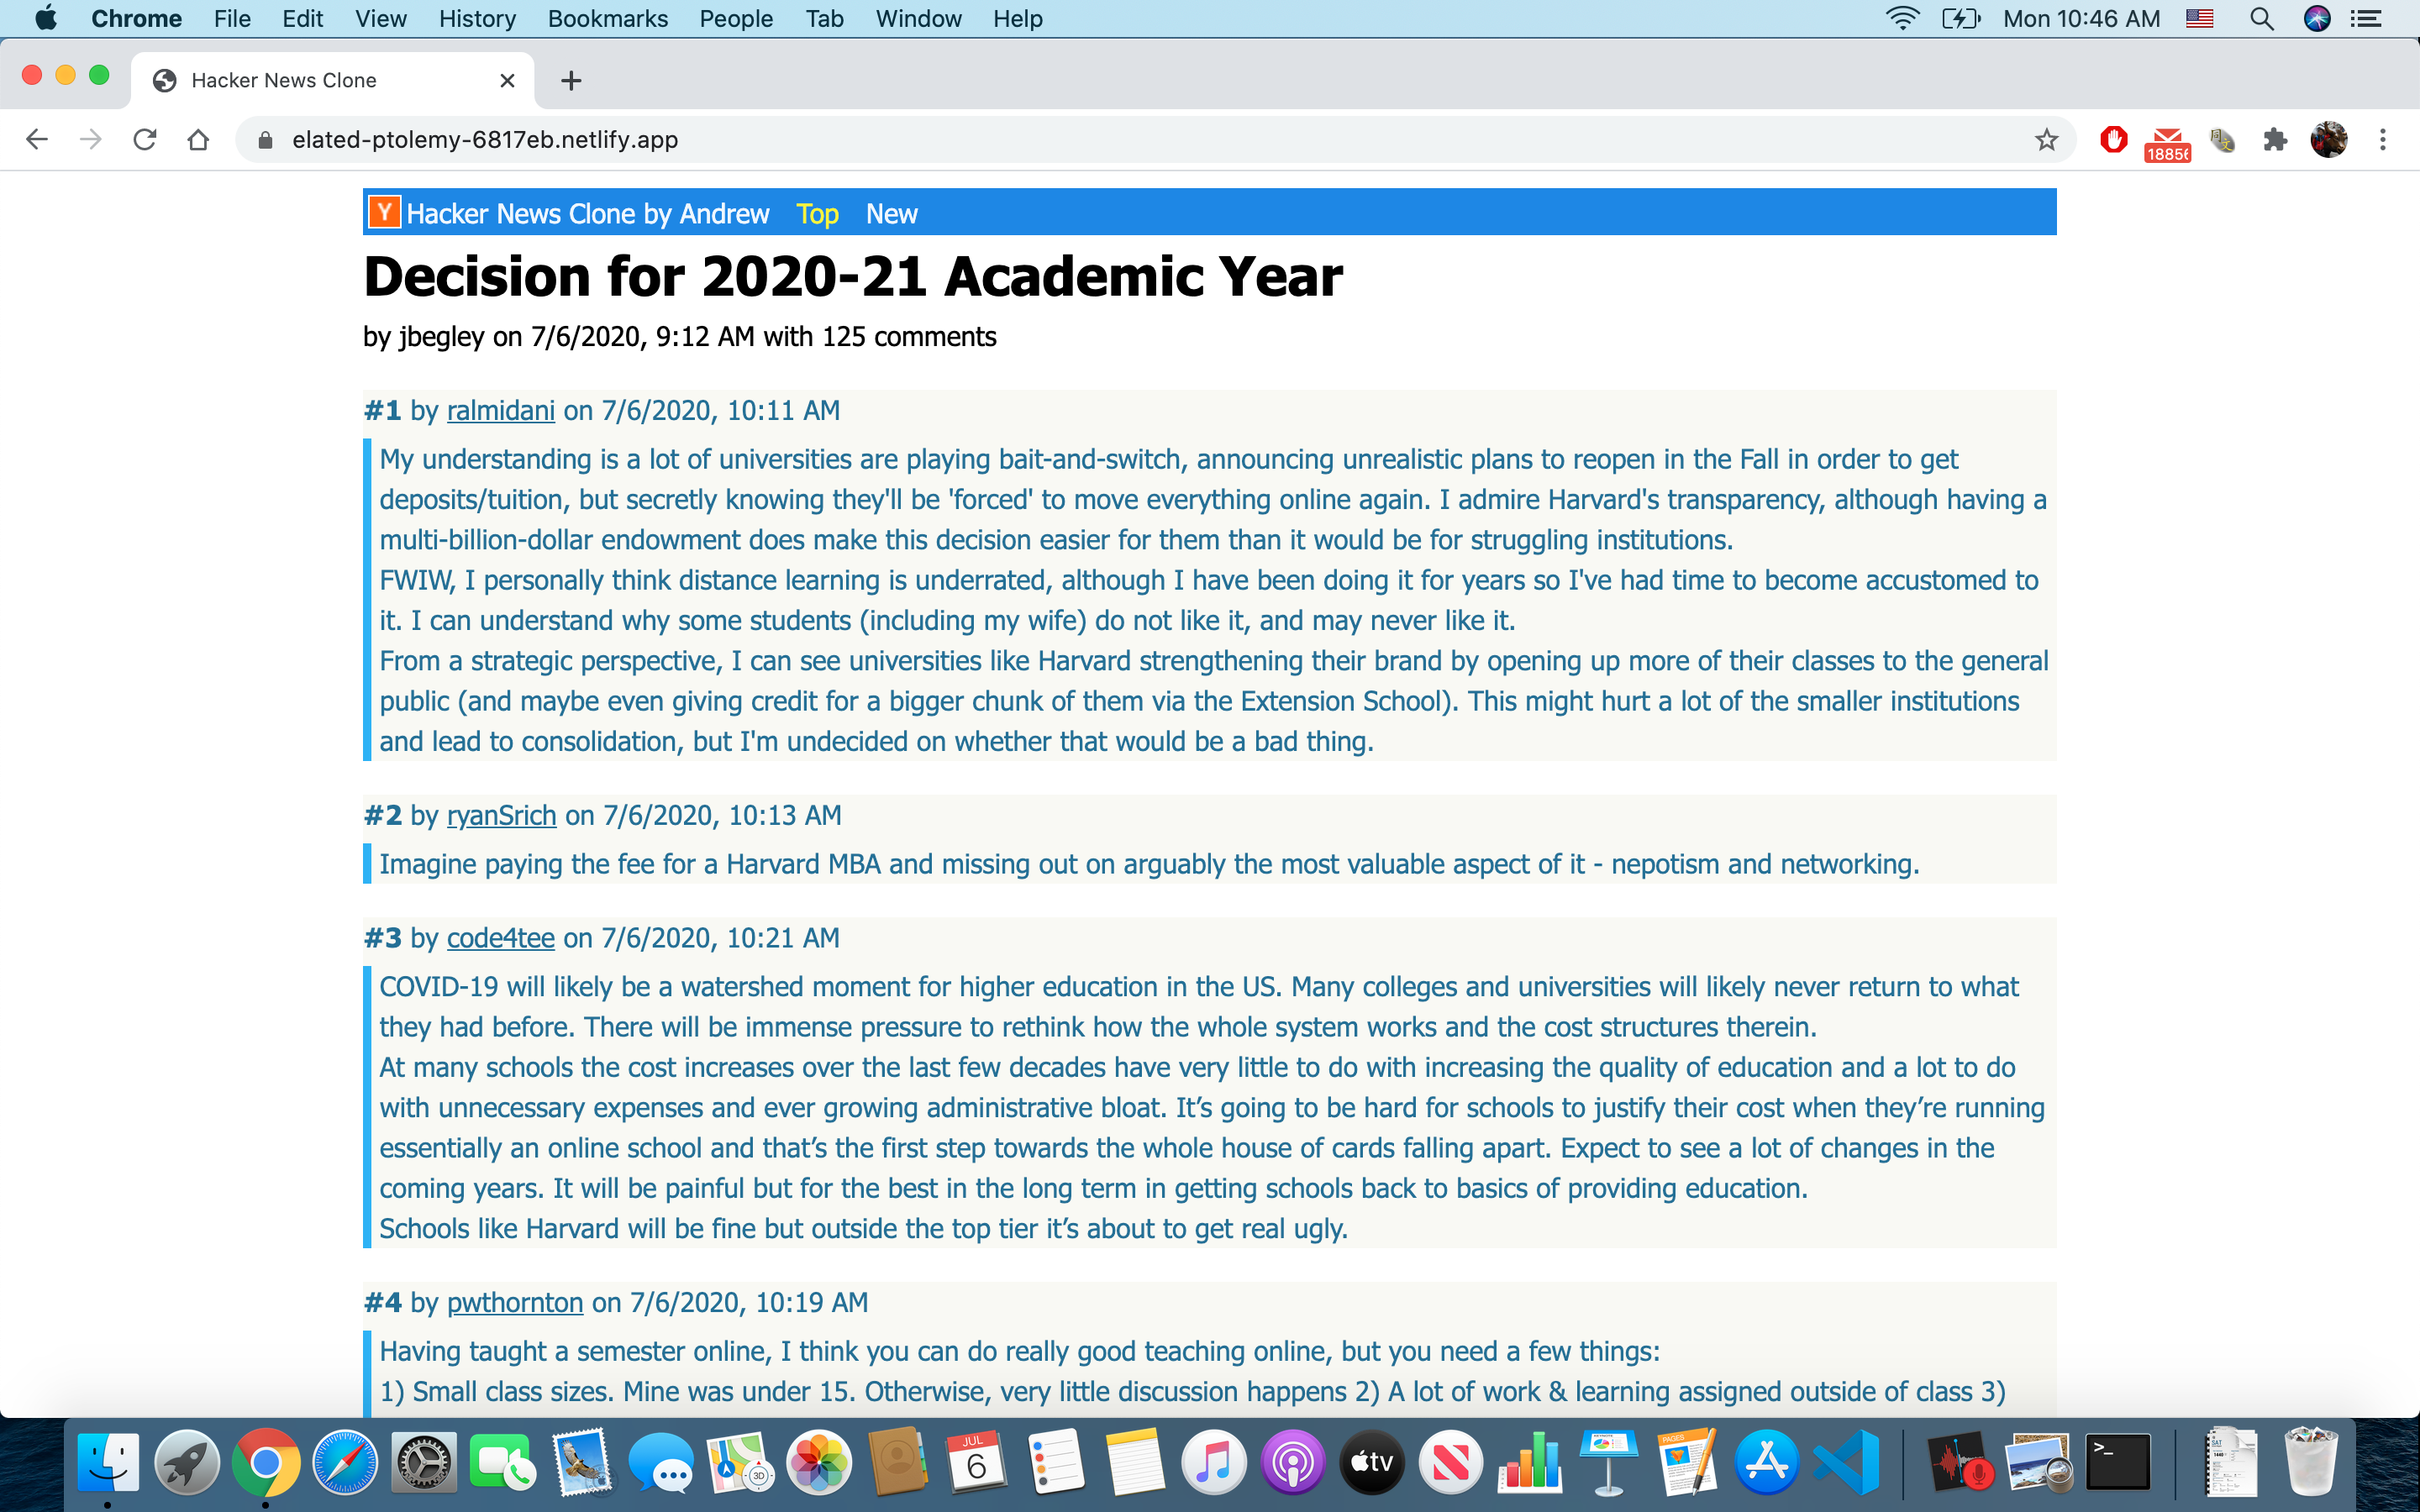 Chrome File Edit View History Bookmarks People Tab Window Help Mon 10:46 AM
Hacker News Clone
elated-ptolemy-6817eb.netlify.app
Y Hacker News Clone by Andrew Top New
Decision for 2020-21 Academic Year
by jbegley on 7/6/2020, 9:12 AM with 125 comments
#1 by ralmidani on 7/6/2020, 10:11 AM
My understanding is a lot of universities are playing bait-and-switch, announcing unrealistic plans to reopen in the Fall in order to get
deposits/tuition, but secretly knowing they'll be 'forced' to move everything online again. I admire Harvard's transparency, although having a
multi-billion-dollar endowment does make this decision easier for them than it would be for struggling institutions.
FWIW, I personally think distance learning is underrated, although I have been doing it for years so I've had time to become accustomed to
it. I can understand why some students (including my wife) do not like it, and may never like it.
From a strategic perspective, I can see universities like Harvard strengthening their brand by opening up more of their classes to the general
public (and maybe even giving credit for a bigger chunk of them via the Extension School). This might hurt a lot of the smaller institutions
and lead to consolidation, but I'm undecided on whether that would be a bad thing.
#2 by ryanSrich on 7/6/2020, 10:13 AM
Imagine paying the fee for a Harvard MBA and missing out on arguably the most valuable aspect of it - nepotism and networking.
#3 by code4tee on 7/6/2020, 10:21 AM
COVID-19 will likely be a watershed moment for higher education in the US. Many colleges and universities will likely never return to what
they had before. There will be immense pressure to rethink how the whole system works and the cost structures therein.
At many schools the cost increases over the last few decades have very little to do with increasing the quality of education and a lot to do
with unnecessary expenses and ever growing administrative bloat. It’s going to be hard for schools to justify their cost when they’re running
essentially an online school and that’s the first step towards the whole house of cards falling apart. Expect to see a lot of changes in the
coming years. It will be painful but for the best in the long term in getting schools back to basics of providing education.
Schools like Harvard will be fine but outside the top tier it’s about to get real ugly.
#4 by pwthornton on 7/6/2020, 10:19 AM
Having taught a semester online, I think you can do really good teaching online, but you need a few things:
1) Small class sizes. Mine was under 15. Otherwise, very little discussion happens 2) A lot of work & learning assigned outside of class 3)
JUL
6
3D
tv
PAGES
>_